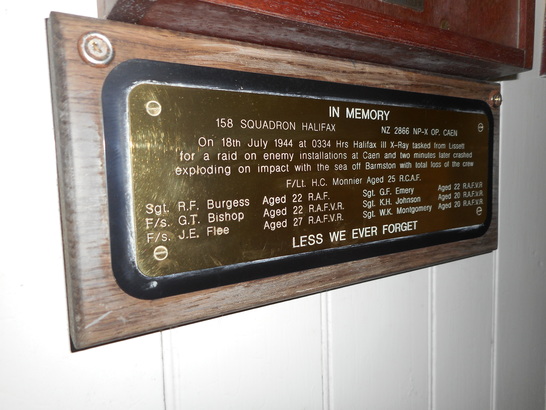 IN MEMORY
158 SQUADRON HALIFAX NZ 2866 NP-X OP. CAEN
On 18th July 1944 at 0334 Hrs Halifax III X-Ray tasked from Lissett
for a raid on enemy installations at Caen and two minutes later crashed
exploding on impact with the sea off Barmston with total loss of the crew
F/Lt. H.C. Monnier Aged 25 R.C.A.F.
Sgt. R.F. Burgess Aged 22 R.A.F. Sgt. G.F. Emery Aged 22 R.A.F.V.R
F/s. G.T. Bishop Aged 22 R.A.F.V.R. Sgt. K.H. Johnson Aged 20 R.A.F.V.R
F/s. J.E. Flee Aged 27 R.A.F.V.R. Sgt. W.K. Montgomery Aged 20 R.A.F.V.R
LESS WE EVER FORGET